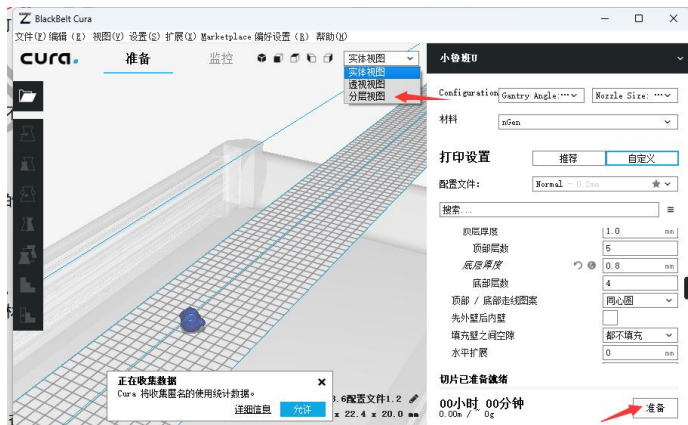 BlackBelt Cura
文件(F) 编辑 (E) 视图(V) 设置(S) 扩展(X) Marketplace 偏好设置 (R) 帮助(H)
cura. 准备 监控 实体视图
实体视图
透视视图
分层视图
小鲁班U
Configuration Gantry Angle:··· Nozzle Size: ···
材料 nGen
打印设置 推荐 自定义
配置文件: Normal - 0.2mm
搜索...
顶层厚度 1.0 mm
顶部层数 5
底层厚度 0.8 mm
底部层数 4
顶部 / 底部走线图案 同心圆
先外壁后内壁
填充壁之间空隙 都不填充
水平扩展 0 mm
切片已准备就绪
00小时 00分钟
0.00m / ~ 0g
准备
正在收集数据
Cura 将收集匿名的使用统计数据。
详细信息 允许
.6配置文件1.2
x 22.4 x 20.0 mm